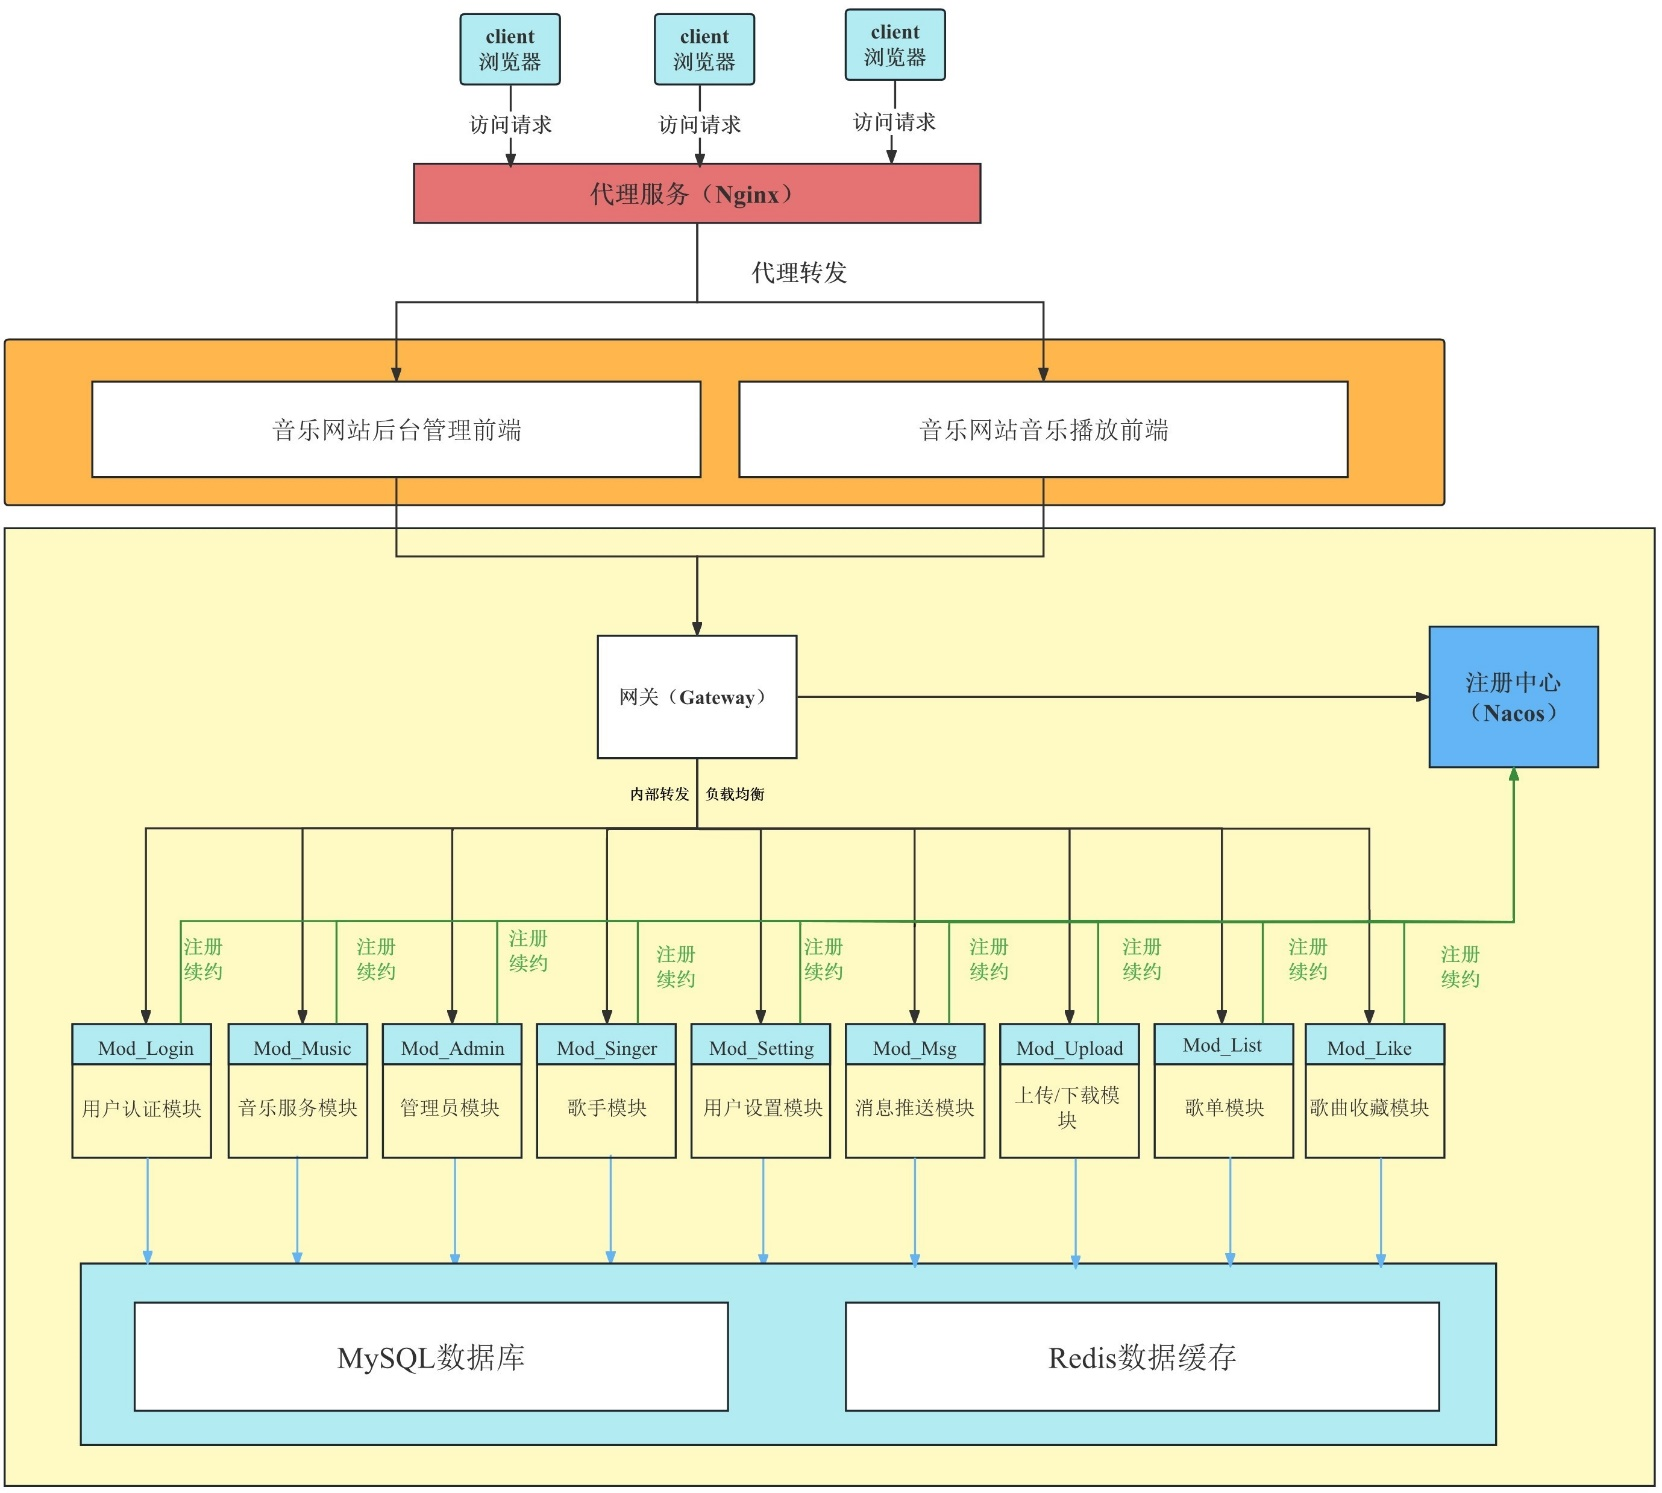 client
浏览器
client
浏览器
client
浏览器
访问请求
访问请求
访问请求
代理服务（Nginx）
代理转发
音乐网站后台管理前端
音乐网站音乐播放前端
网关（Gateway）
注册中心
（Nacos）
内部转发
负载均衡
注册
续约
注册
续约
注册
续约
注册
续约
注册
续约
注册
续约
注册
续约
注册
续约
注册
续约
Mod_Login
用户认证模块
Mod_Music
音乐服务模块
Mod_Admin
管理员模块
Mod_Singer
歌手模块
Mod_Setting
用户设置模块
Mod_Msg
消息推送模块
Mod_Upload
上传/下载模
块
Mod_List
歌单模块
Mod_Like
歌曲收藏模块
MySQL数据库
Redis数据缓存